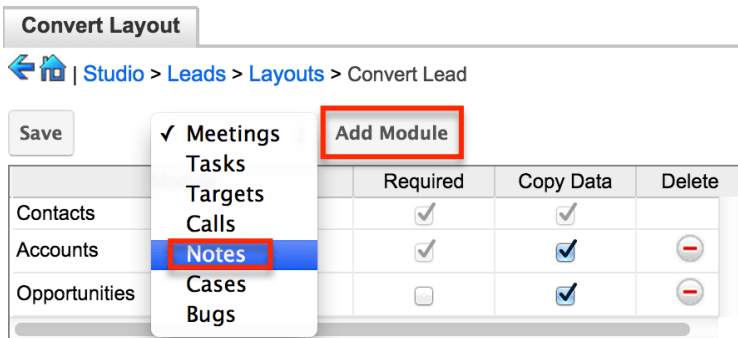 Convert Layout
| Studio > Leads > Layouts > Convert Lead
Save
✓ Meetings
Add Module
Tasks
Targets
Calls
Notes
Cases
Bugs
Required Copy Data Delete
Contacts
Accounts
Opportunities